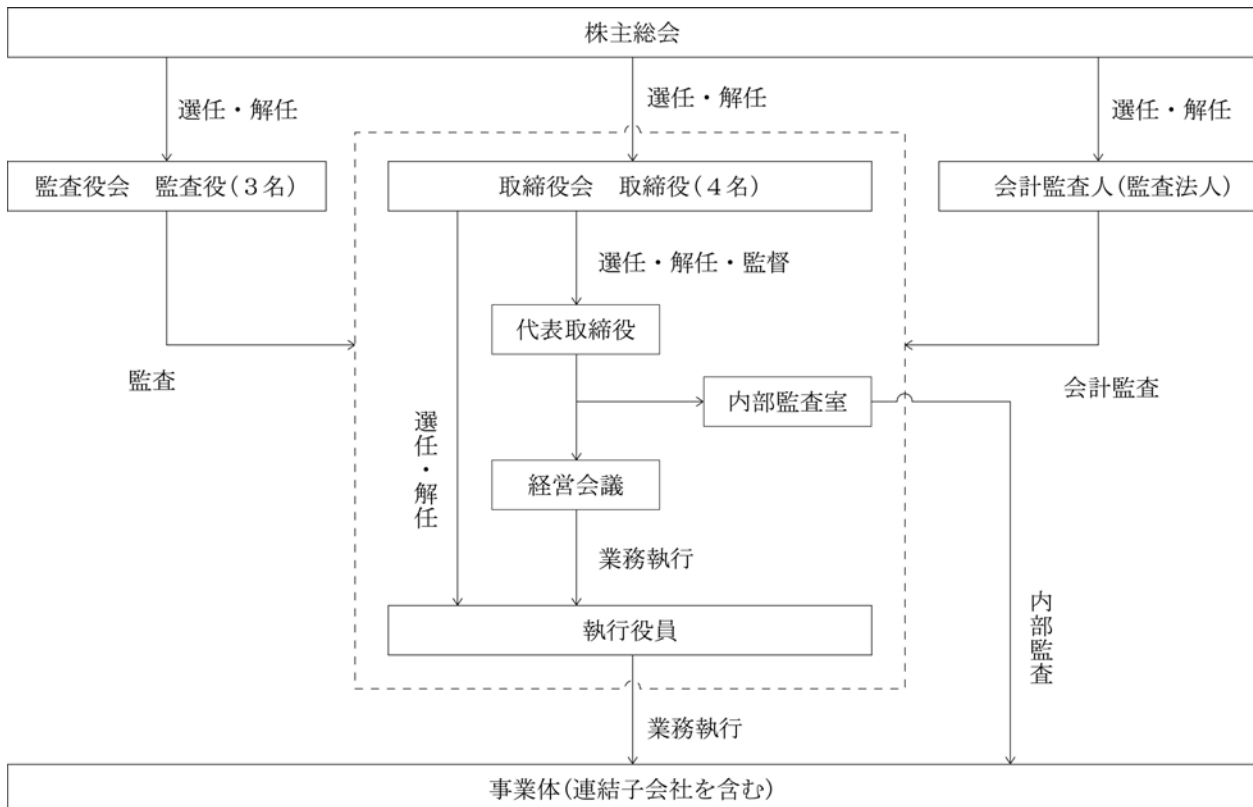 株主総会
選任・解任
選任・解任
選任・解任
監査役会　監査役(３名)
取締役会　取締役(４名)
会計監査人(監査法人)
選任・解任・監督
代表取締役
監査
会計監査
内部監査室
選任・解任
経営会議
業務執行
内部監査
執行役員
業務執行
事業体(連結子会社を含む)